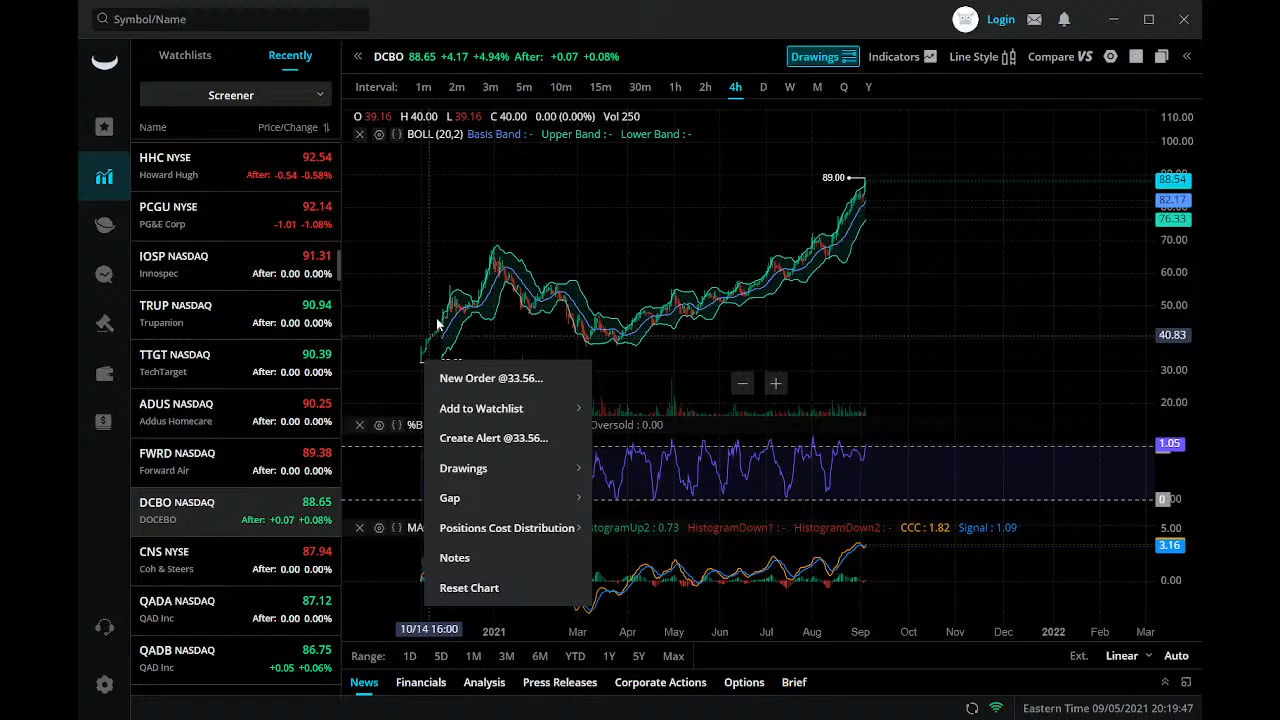 Symbol/Name
Login
Watchlists
Recently
Screener
Name
Price/Change
HHC NYSE
92.54
Howard Hugh
After: -0.54 -0.58%
PCGU NYSE
92.14
PG&E Corp
-1.01 -1.08%
IOSP NASDAQ
91.31
Innospec
After: 0.00 0.00%
TRUP NASDAQ
90.94
Trupanion
After: 0.00 0.00%
TTGT NASDAQ
90.39
TechTarget
After: 0.00 0.00%
ADUS NASDAQ
90.25
Addus Homecare
After: 0.00 0.00%
FWRD NASDAQ
89.38
Forward Air
After: 0.00 0.00%
DCBO NASDAQ
88.65
DOCEBO
After: +0.07 +0.08%
CNS NYSE
87.94
Coh & Steers
After: 0.00 0.00%
QADA NASDAQ
87.12
QAD Inc
After: 0.00 0.00%
QADB NASDAQ
86.75
QAD Inc
+0.05 +0.06%
DCBO 88.65 +4.17 +4.94% After: +0.07 +0.08%
Drawings
Indicators
Line Style
Compare VS
Interval: 1m 2m 3m 5m 10m 15m 30m 1h 2h 4h D W M Q Y
O 39.16 H 40.00 L 39.16 C 40.00 0.00 (0.00%) Vol 250
BOLL (20,2) Basis Band : - Upper Band : - Lower Band : -
89.00
110.00
100.00
88.54
82.17
76.33
70.00
60.00
50.00
40.83
30.00
20.00
New Order @33.56...
Add to Watchlist
Create Alert @33.56...
Drawings
Gap
Positions Cost Distribution
Notes
Reset Chart
%B
Oversold : 0.00
1.05
0
.00
stogramUp2 : 0.73 HistogramDown1 : - HistogramDown2 : - CCC : 1.82 Signal : 1.09
5.00
3.16
0.00
10/14 16:00 2021 Mar Apr May Jun Jul Aug Sep Oct Nov Dec 2022 Feb Mar
Range: 1D 5D 1M 3M 6M YTD 1Y 5Y Max
Ext. Linear Auto
News Financials Analysis Press Releases Corporate Actions Options Brief
Eastern Time 09/05/2021 20:19:47